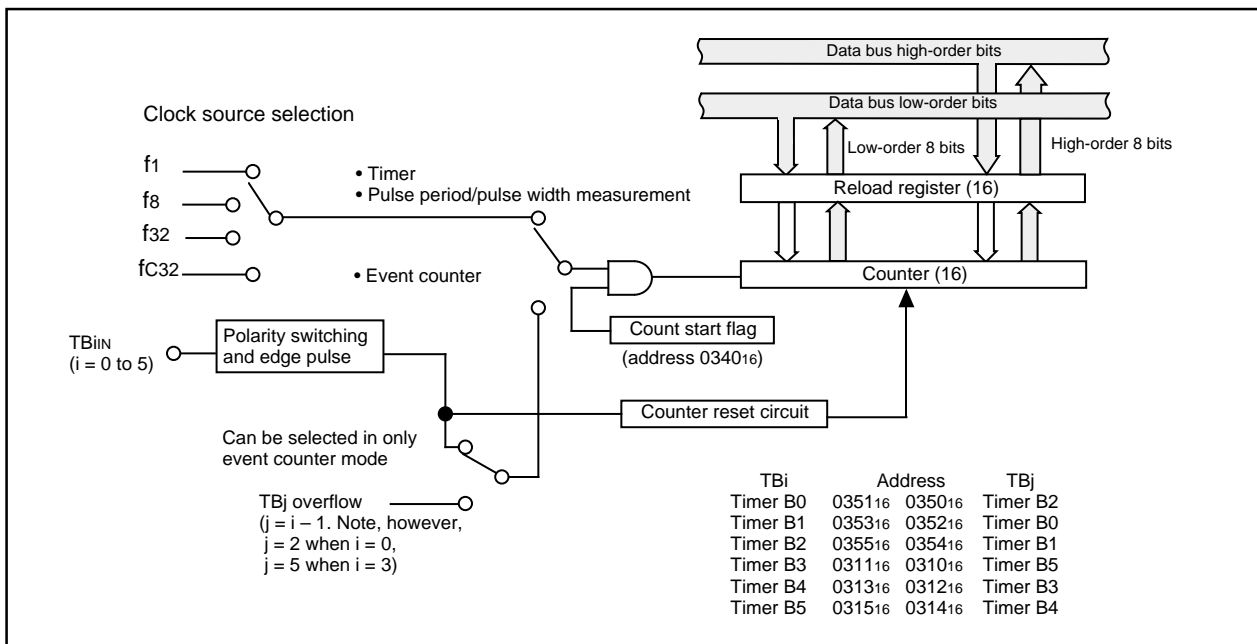 Data bus high-order bits
Data bus low-order bits
Clock source selection
Low-order 8 bits
High-order 8 bits
f1
• Timer
• Pulse period/pulse width measurement
Reload register (16)
f8
f32
fC32
• Event counter
Counter (16)
TBiIN
(i = 0 to 5)
Polarity switching
and edge pulse
Count start flag
(address 034016)
Counter reset circuit
Can be selected in only
event counter mode
TBj overflow
(j = i – 1. Note, however,
j = 2 when i = 0,
j = 5 when i = 3)
TBi Address TBj
Timer B0 035116 035016 Timer B2
Timer B1 035316 035216 Timer B0
Timer B2 035516 035416 Timer B1
Timer B3 031116 031016 Timer B5
Timer B4 031316 031216 Timer B3
Timer B5 031516 031416 Timer B4